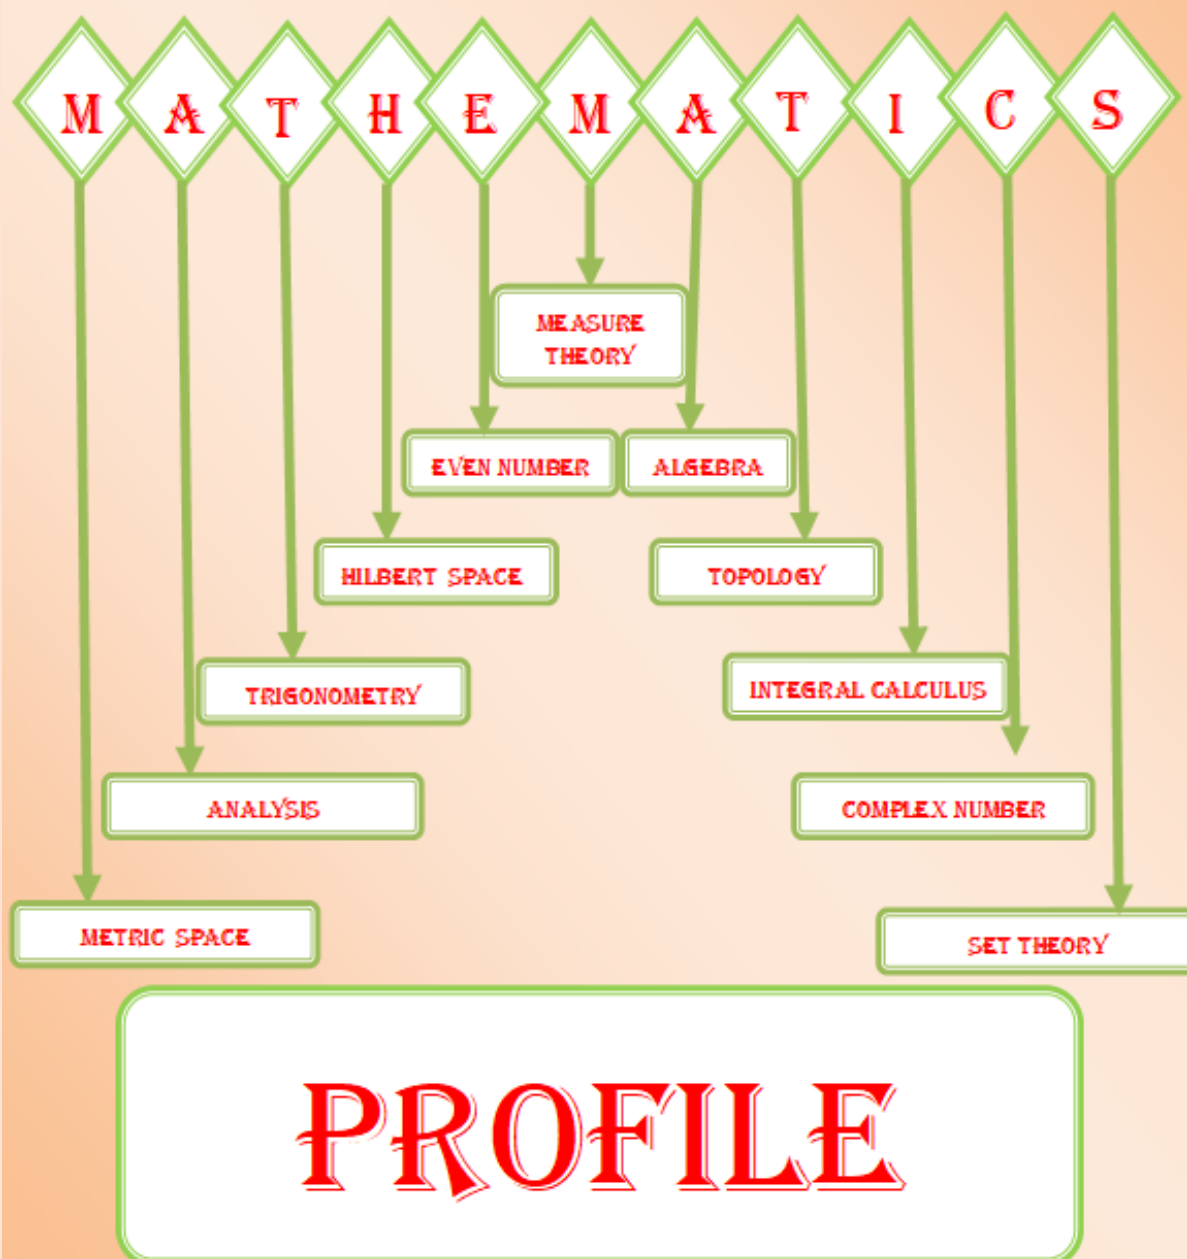 M A T H E M A T I C S
MEASURE
THEORY
EVEN NUMBER
ALGEBRA
HILBERT SPACE
TOPOLOGY
TRIGONOMETRY
INTEGRAL CALCULUS
ANALYSIS
COMPLEX NUMBER
METRIC SPACE
SET THEORY
PROFILE